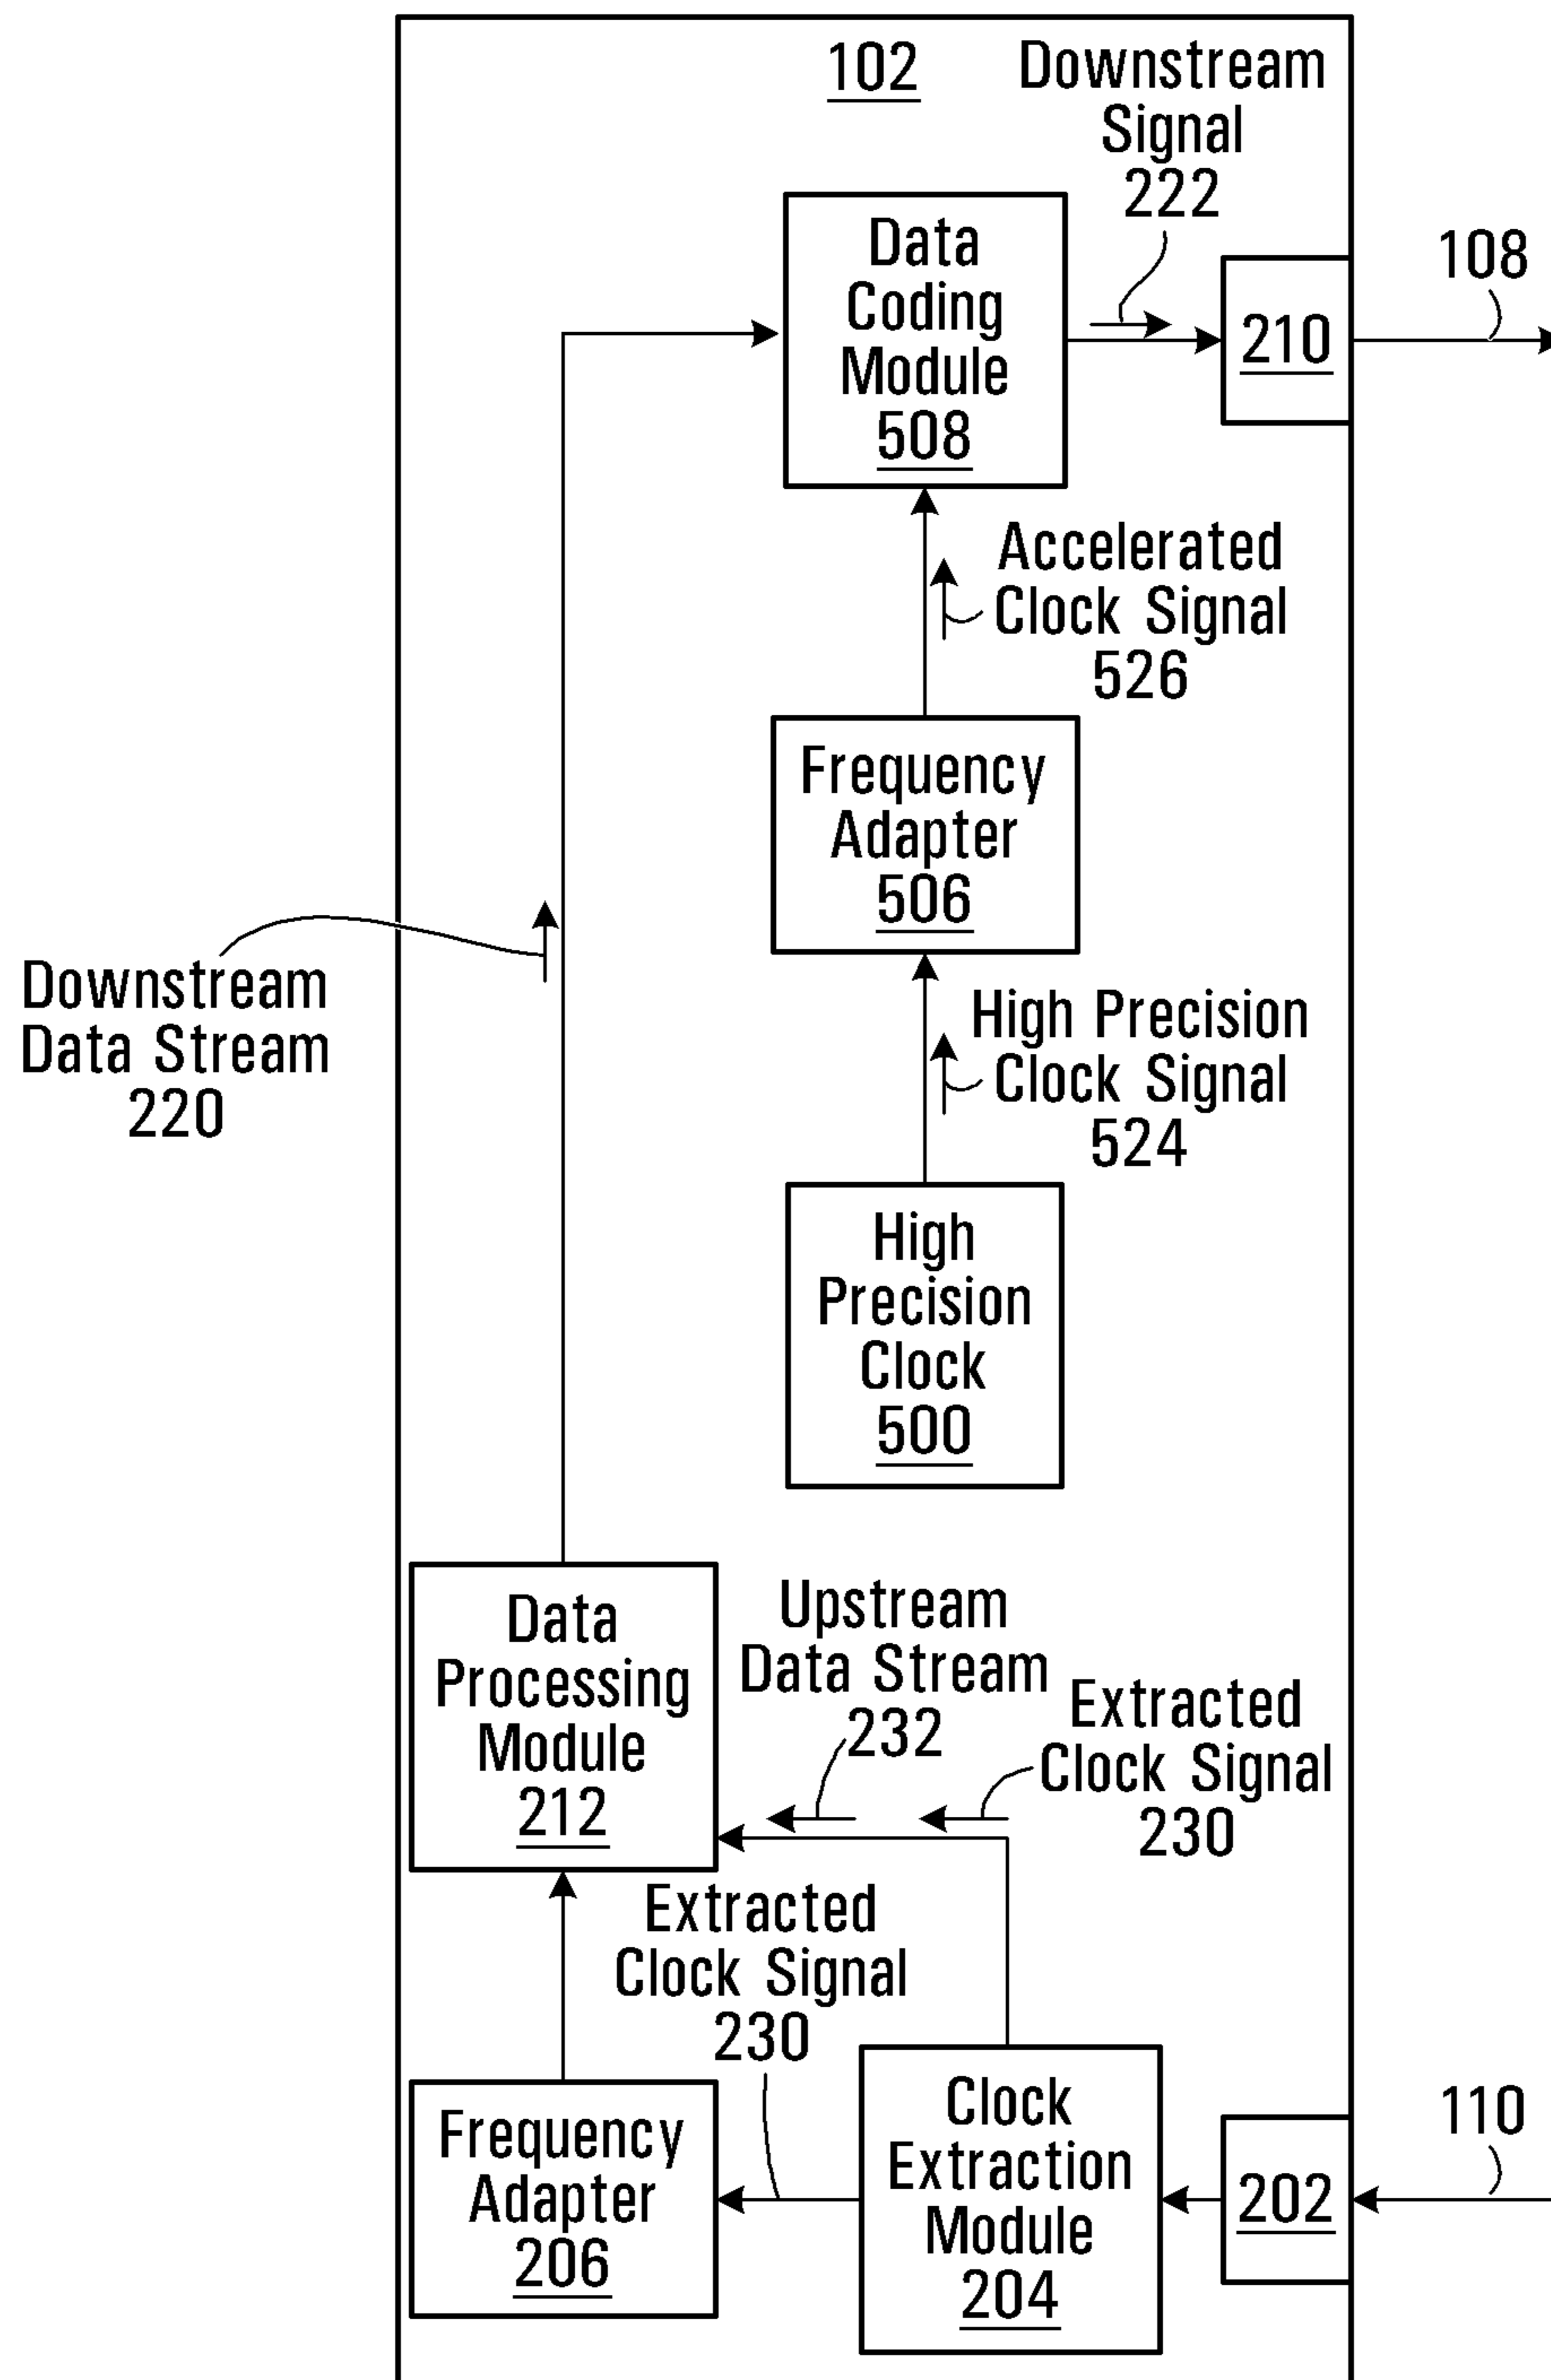 102
Downstream
Signal
222
Data
Coding
Module
508
210
108
Accelerated
Clock Signal
526
Frequency
Adapter
506
Downstream
Data Stream
220
High Precision
Clock Signal
524
High
Precision
Clock
500
Data
Processing
Module
212
Upstream
Data Stream
232
Extracted
Clock Signal
230
Extracted
Clock Signal
230
Frequency
Adapter
206
Clock
Extraction
Module
204
202
110